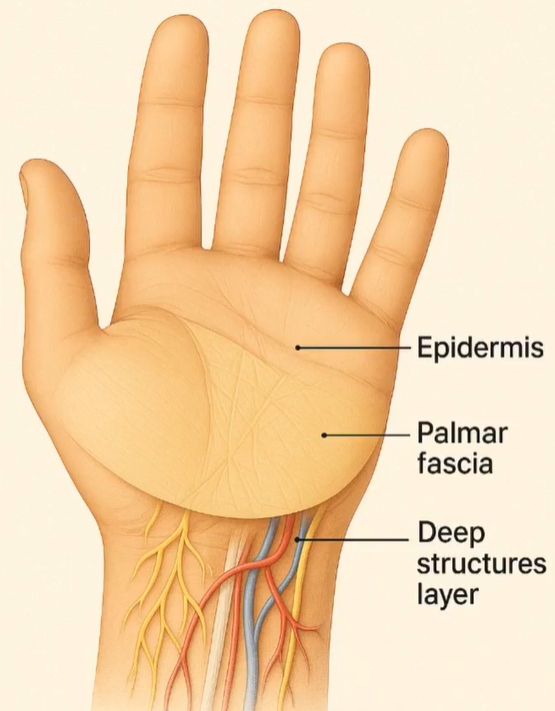 Epidermis
Palmar
fascia
Deep
structures
layer